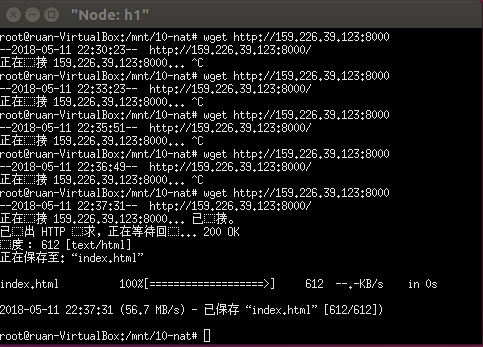 "Node: h1"
root@ruan-VirtualBox:/mnt/10-nat# wget http://159.226.39.123:8000
--2018-05-11 22:30:23-- http://159.226.39.123:8000/
正在接 159.226.39.123:8000... ^C
root@ruan-VirtualBox:/mnt/10-nat# wget http://159.226.39.123:8000
--2018-05-11 22:33:23-- http://159.226.39.123:8000/
正在接 159.226.39.123:8000... ^C
root@ruan-VirtualBox:/mnt/10-nat# wget http://159.226.39.123:8000
--2018-05-11 22:35:51-- http://159.226.39.123:8000/
正在接 159.226.39.123:8000... ^C
root@ruan-VirtualBox:/mnt/10-nat# wget http://159.226.39.123:8000
--2018-05-11 22:36:49-- http://159.226.39.123:8000/
正在接 159.226.39.123:8000... ^C
root@ruan-VirtualBox:/mnt/10-nat# wget http://159.226.39.123:8000
--2018-05-11 22:37:31-- http://159.226.39.123:8000/
正在接 159.226.39.123:8000... 已接。
已出 HTTP 求，正在等待回... 200 OK
度： 612 [text/html]
正在保存至: “index.html”
index.html 100%[===================>] 612 --.-KB/s in 0s
2018-05-11 22:37:31 (56.7 MB/s) - 已保存 “index.html” [612/612])
root@ruan-VirtualBox:/mnt/10-nat#